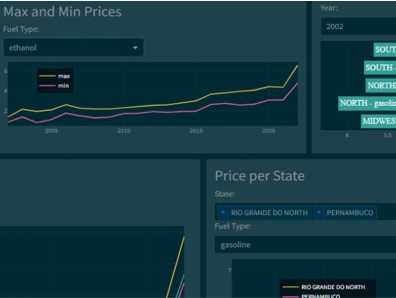 Max and Min Prices
Fuel Type:
ethanol
max
min
6
4
2
2005
2010
2015
2020
Year:
2002
SOUT
SOUTH -
NORTH
NORTH - gasolin
MIDWES
4
3.5
Price per State
State:
× RIO GRANDE DO NORTH × PERNAMBUCO
Fuel Type:
gasoline
7
RIO GRANDE DO NORTH
PERNAMBUCO